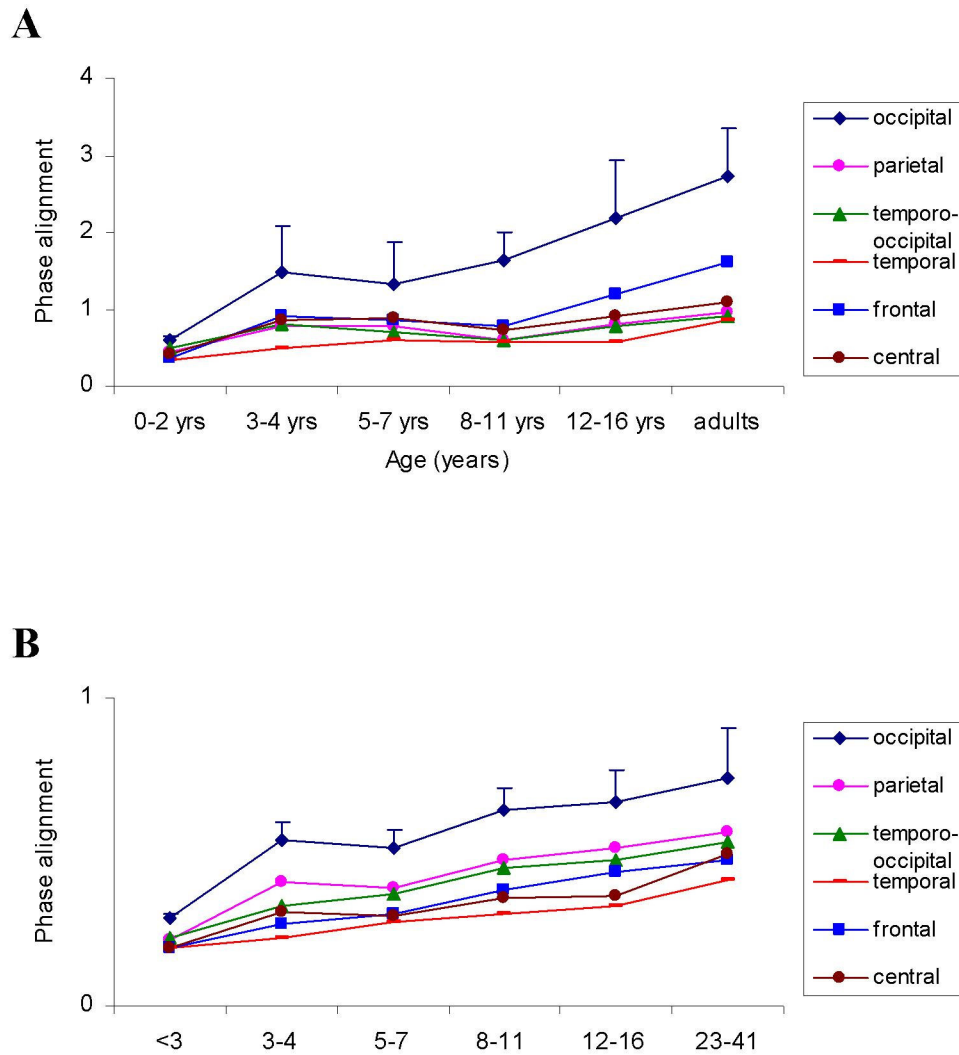 A
4
3
2
1
0
Phase alignment
0-2 yrs 3-4 yrs 5-7 yrs 8-11 yrs 12-16 yrs adults
Age (years)
occipital
parietal
temporo-
occipital
temporal
frontal
central
B
1
0
Phase alignment
<3 3-4 5-7 8-11 12-16 23-41
occipital
parietal
temporo-
occipital
temporal
frontal
central